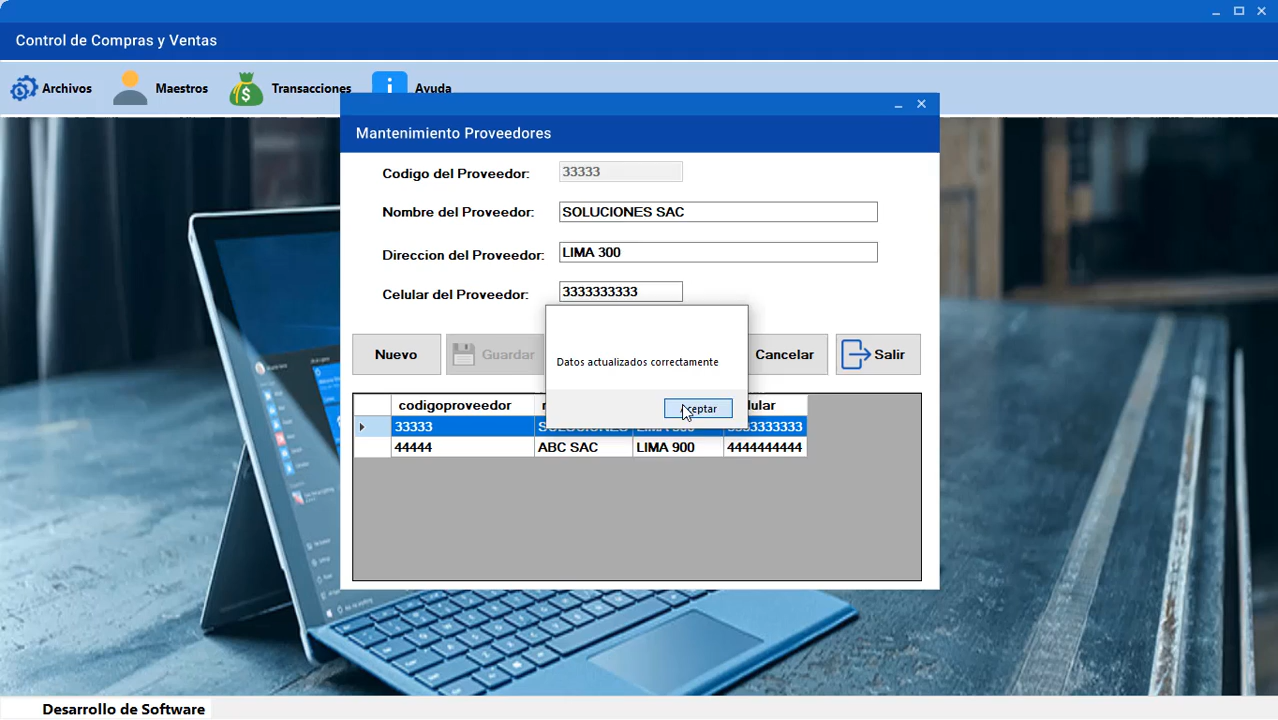 Control de Compras y Ventas
Archivos Maestros Transacciones Ayuda
Mantenimiento Proveedores
Codigo del Proveedor: 33333
Nombre del Proveedor: SOLUCIONES SAC
Direccion del Proveedor: LIMA 300
Celular del Proveedor: 3333333333
Nuevo Guardar Cancelar Salir
Datos actualizados correctamente
Aceptar
codigoproveedor
33333 3333333333
44444 ABC SAC LIMA 900 4444444444
Desarrollo de Software